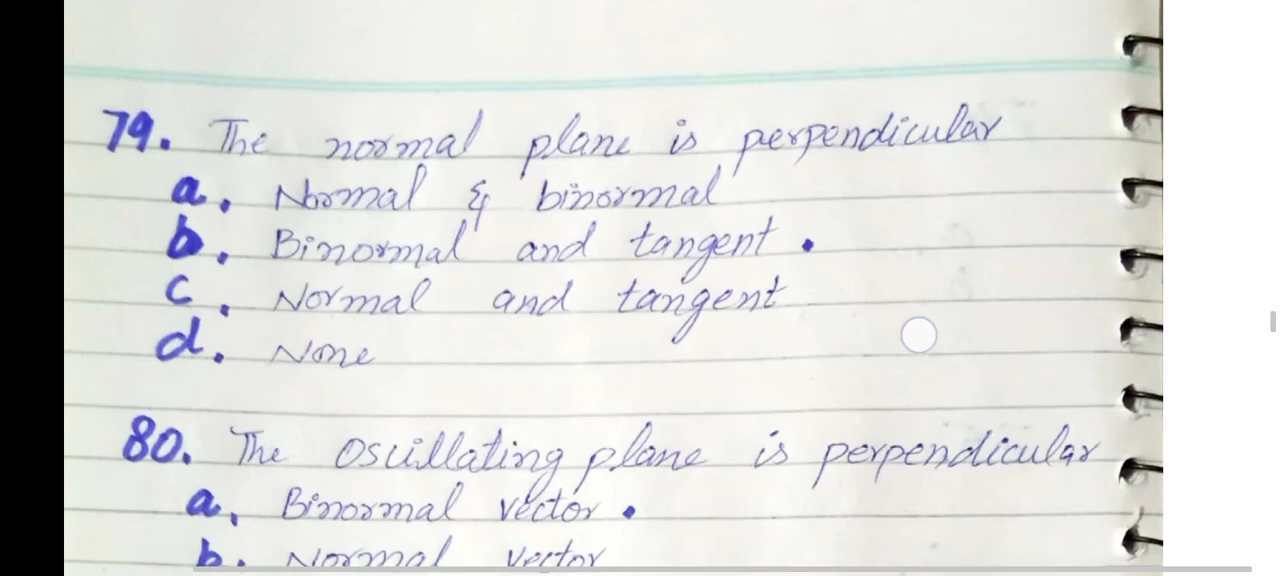 79. The normal plane is perpendicular
a. Normal & binormal
b. Binormal and tangent .
c. Normal and tangent
d. None
80. The Oscillating plane is perpendicular
a. Binormal vector .
b. Normal vector